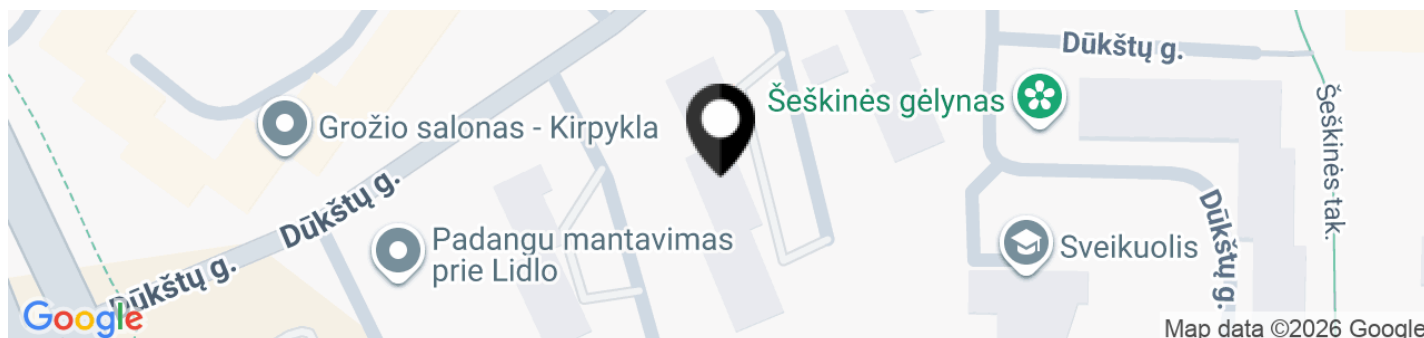 Dūkštų g.
Šeškinės gėlynas
Grožio salonas - Kirpykla
Šeškinės tak.
Dūkštų g.
Dūkštų g.
Padangu mantavimas
prie Lidlo
Sveikuolis
Dūkštų g.
Google
Map data ©2026 Google